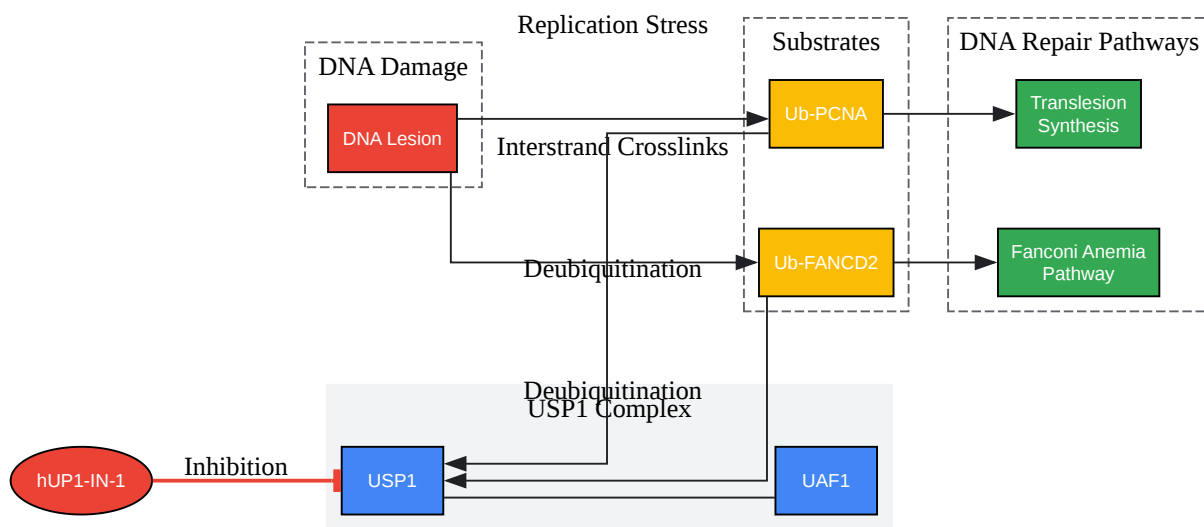 Replication Stress
Substrates
DNA Repair Pathways
DNA Damage
DNA Lesion
Ub-PCNA
Translesion
Synthesis
Interstrand Crosslinks
Ub-FANCD2
Fanconi Anemia
Pathway
Deubiquitination
Deubiquitination
USP1 Complex
hUP1-IN-1
Inhibition
USP1
UAF1